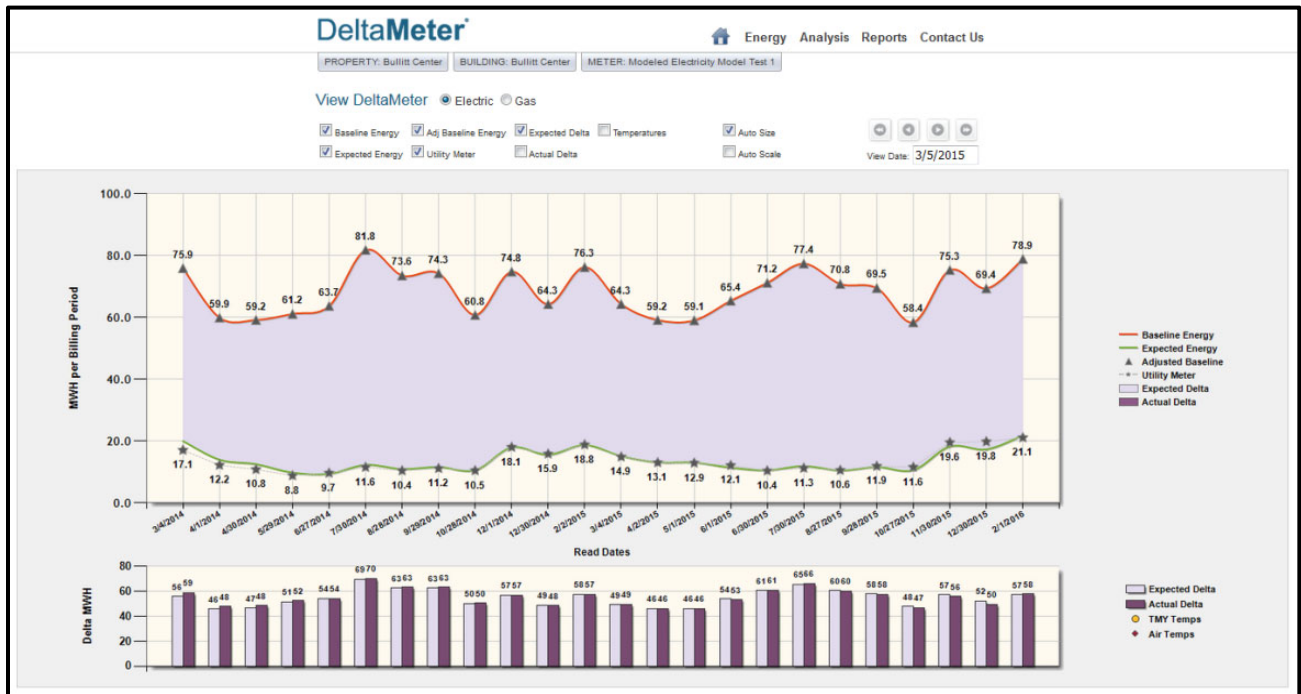 DeltaMeter®
Energy Analysis Reports Contact Us
PROPERTY: Bullitt Center BUILDING: Bullitt Center METER: Modeled Electricity Model Test 1
View DeltaMeter Electric Gas
Baseline Energy Adj Baseline Energy Expected Delta Temperatures Auto Size
Expected Energy Utility Meter Actual Delta Auto Scale View Date: 3/5/2015
100.0
80.0
60.0
40.0
20.0
0.0
MWH per Billing Period
75.9 59.9 59.2 61.2 63.7 81.8 73.6 74.3 60.8 74.8 64.3 76.3 64.3 59.2 59.1 65.4 71.2 77.4 70.8 69.5 58.4 75.3 69.4 78.9
17.1 12.2 10.8 8.8 9.7 11.6 10.4 11.2 10.5 18.1 15.9 18.8 14.9 13.1 12.9 12.1 10.4 11.3 10.6 11.9 11.6 19.6 19.8 21.1
3/4/2014 4/1/2014 4/30/2014 5/29/2014 6/27/2014 7/30/2014 8/28/2014 9/29/2014 10/28/2014 12/1/2014 12/30/2014 2/2/2015 3/4/2015 4/2/2015 5/1/2015 6/1/2015 6/30/2015 7/30/2015 8/27/2015 9/28/2015 10/27/2015 11/30/2015 12/30/2015 2/1/2016
Read Dates
Baseline Energy
Expected Energy
Adjusted Baseline
Utility Meter
Expected Delta
Actual Delta
80
60
40
20
0
Delta MWH
56 59 46 48 47 48 51 52 54 54 69 70 63 63 63 63 50 50 57 57 49 48 58 57 49 49 46 46 46 46 54 53 61 61 65 66 60 60 58 58 48 47 57 56 52 50 57 58
Expected Delta
Actual Delta
TMY Temps
Air Temps